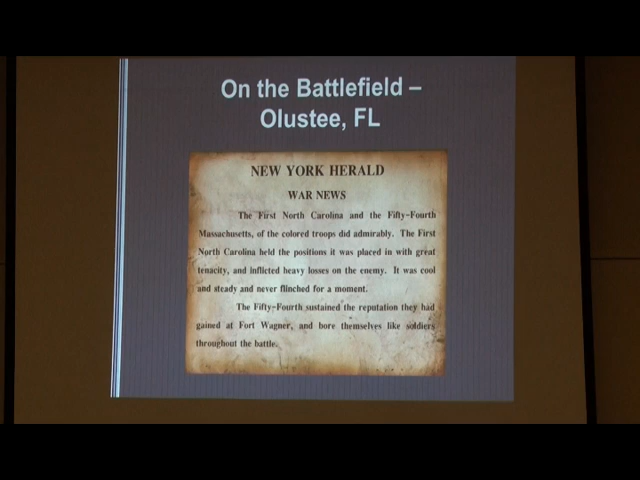 On the Battlefield –
Olustee, FL
NEW YORK HERALD
WAR NEWS
The First North Carolina and the Fifty-Fourth
Massachusetts, of the colored troops did admirably. The First
North Carolina held the positions it was placed in with great
tenacity, and inflicted heavy losses on the enemy. It was cool
and steady and never flinched for a moment.
The Fifty-Fourth sustained the reputation they had
gained at Fort Wagner, and bore themselves like soldiers
throughout the battle.